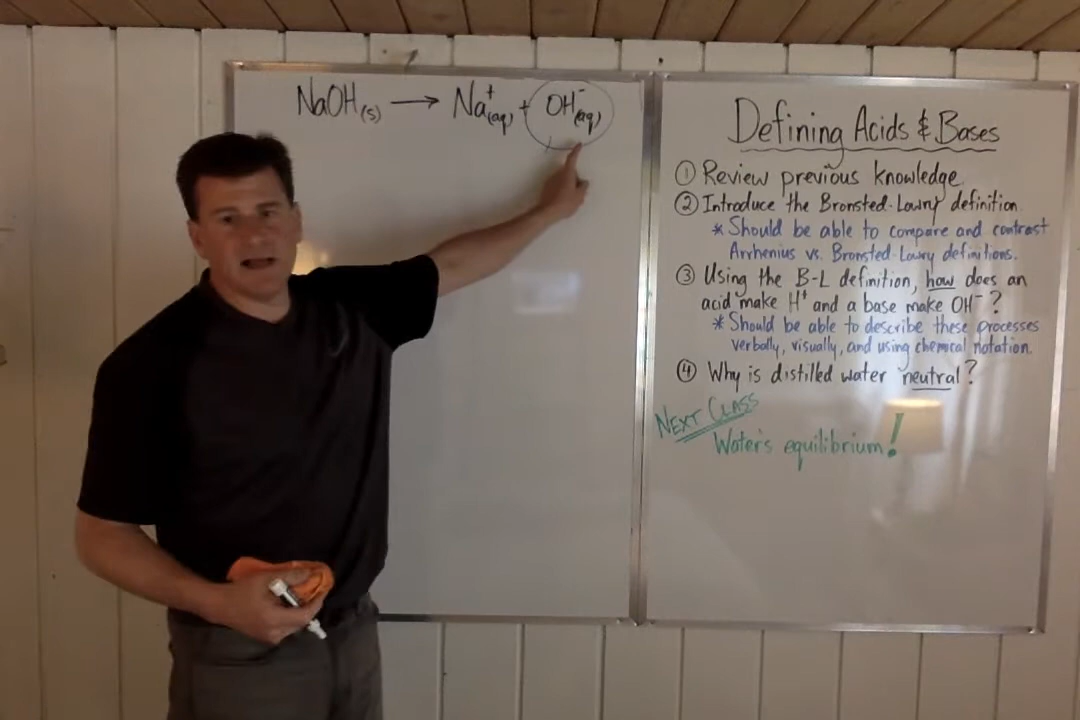 NaOH(s) → Na⁺(aq) + OH⁻(aq)
Defining Acids & Bases
① Review previous knowledge
② Introduce the Bronsted-Lowry definition.
* Should be able to compare and contrast
Arrhenius vs. Bronsted-Lowry definitions.
③ Using the B-L definition, how does an
acid make H⁺ and a base make OH⁻?
* Should be able to describe these processes
verbally, visually, and using chemical notation.
④ Why is distilled water neutral?
NEXT CLASS
Water's equilibrium!